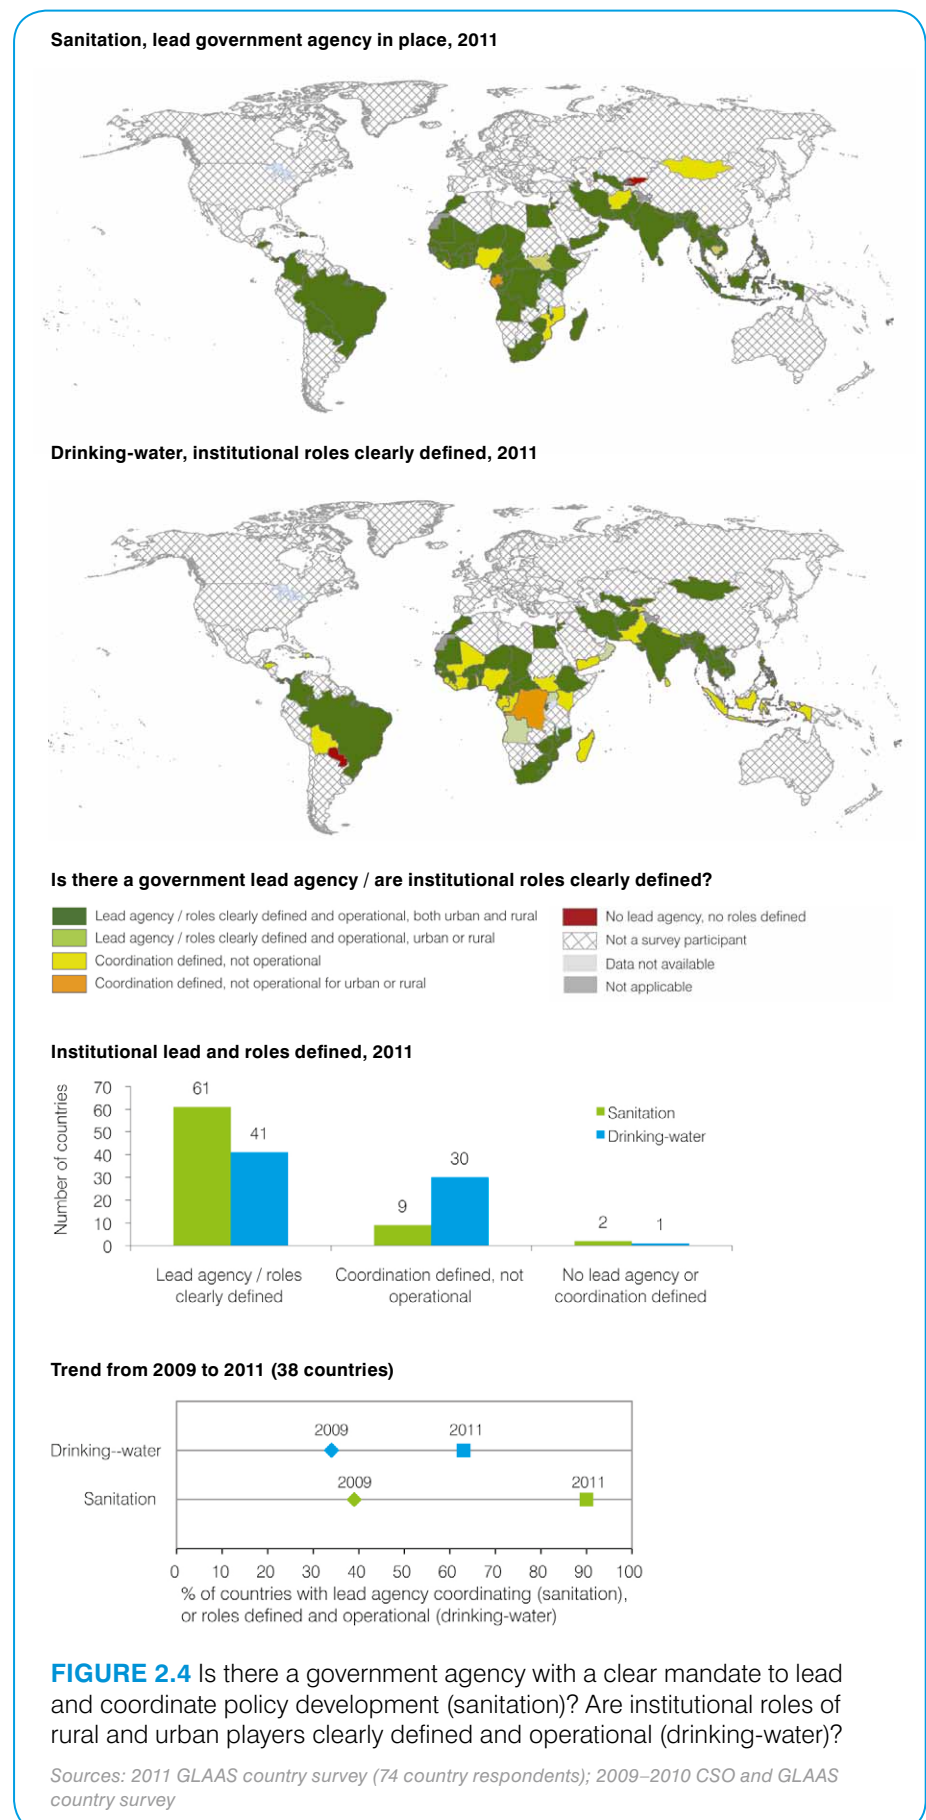 Sanitation, lead government agency in place, 2011
Drinking-water, institutional roles clearly defined, 2011
Is there a government lead agency / are institutional roles clearly defined?
Lead agency / roles clearly defined and operational, both urban and rural
Lead agency / roles clearly defined and operational, urban or rural
Coordination defined, not operational
Coordination defined, not operational for urban or rural
No lead agency, no roles defined
Not a survey participant
Data not available
Not applicable
Institutional lead and roles defined, 2011
Number of countries
70
60
50
40
30
20
10
0
61
41
9
30
2
1
Sanitation
Drinking-water
Lead agency / roles
clearly defined
Coordination defined, not
operational
No lead agency or
coordination defined
Trend from 2009 to 2011 (38 countries)
2009 2011
Drinking--water
2009 2011
Sanitation
0 10 20 30 40 50 60 70 80 90 100
% of countries with lead agency coordinating (sanitation),
or roles defined and operational (drinking-water)
FIGURE 2.4 Is there a government agency with a clear mandate to lead
and coordinate policy development (sanitation)? Are institutional roles of
rural and urban players clearly defined and operational (drinking-water)?
Sources: 2011 GLAAS country survey (74 country respondents); 2009–2010 CSO and GLAAS
country survey